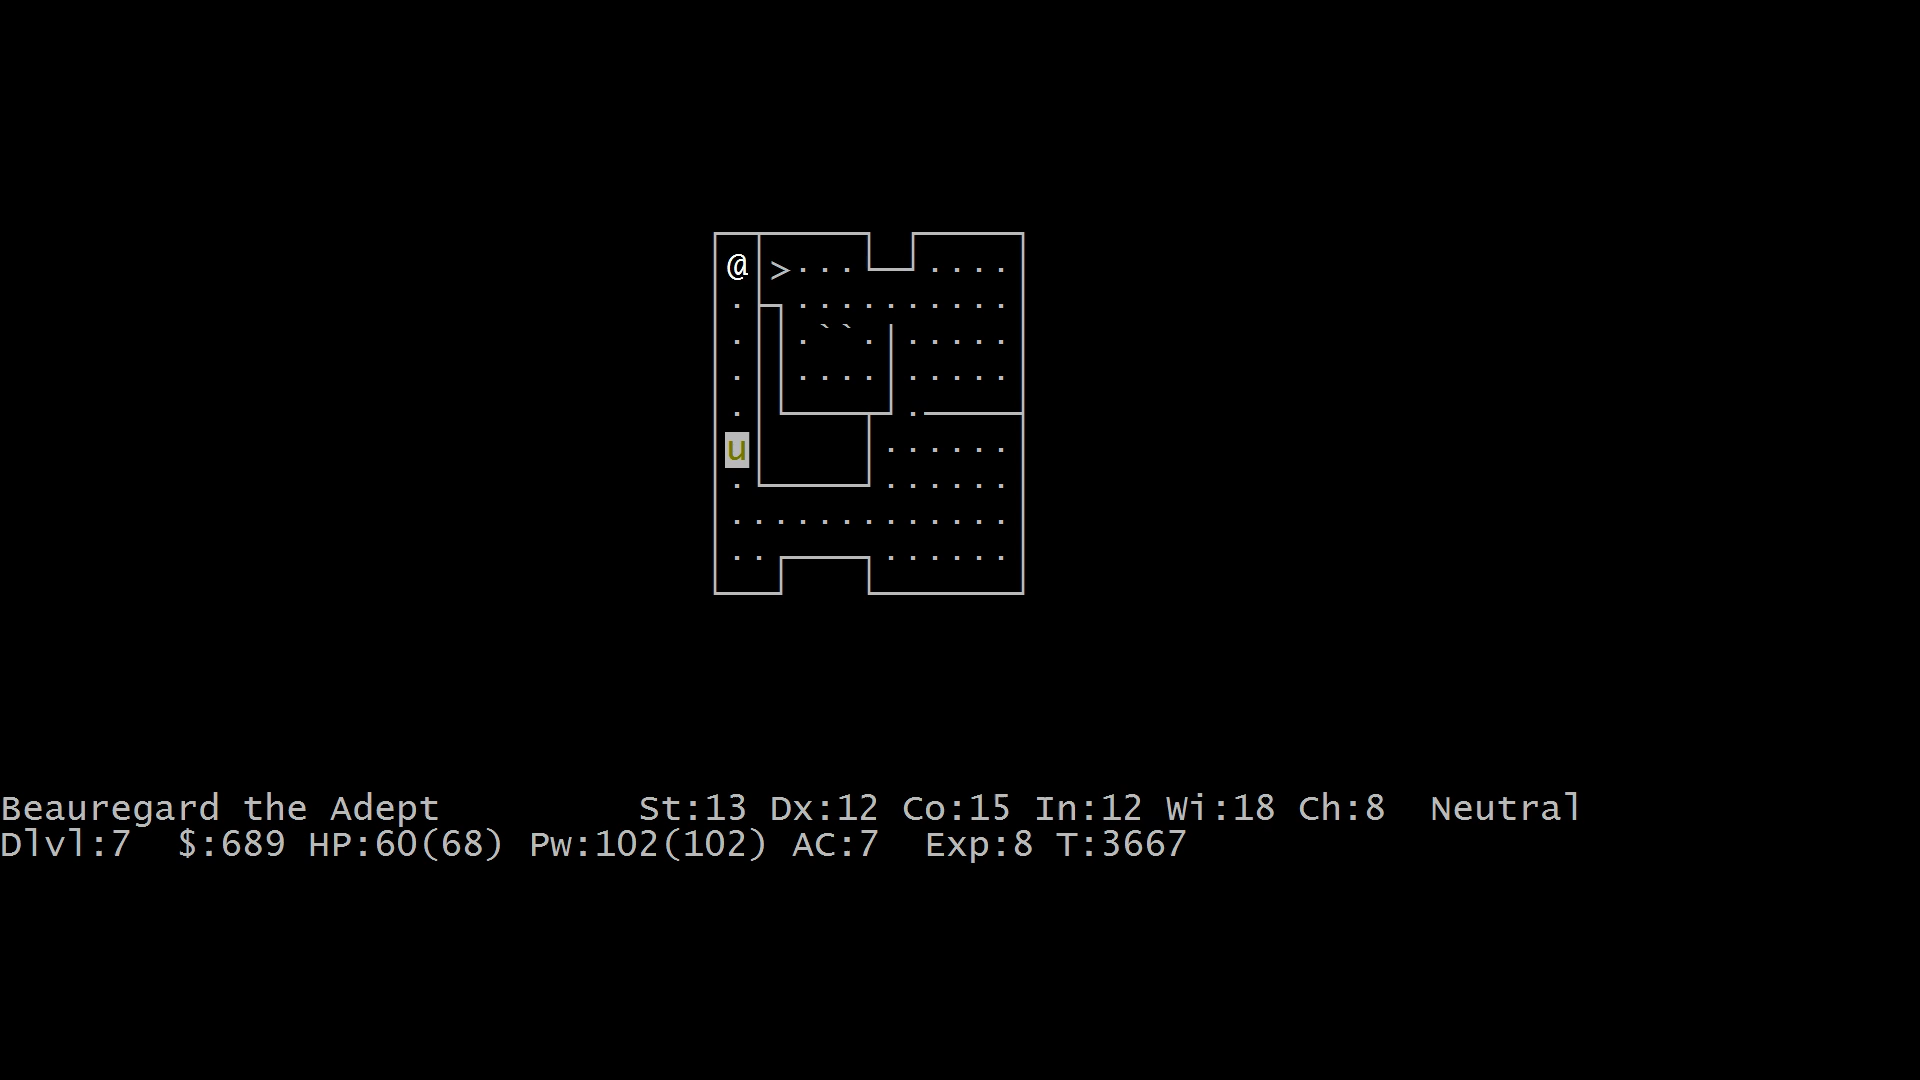 @ > . . . . . . .
. . . . . . . . . . .
. . ` ` . . . . . .
. . . . . . . . . .
. .
u . . . . . .
. . . . . . .
. . . . . . . . . . . . .
. . . . . . . .
Beauregard the Adept St:13 Dx:12 Co:15 In:12 Wi:18 Ch:8 Neutral
Dlvl:7 $:689 HP:60(68) Pw:102(102) AC:7 Exp:8 T:3667